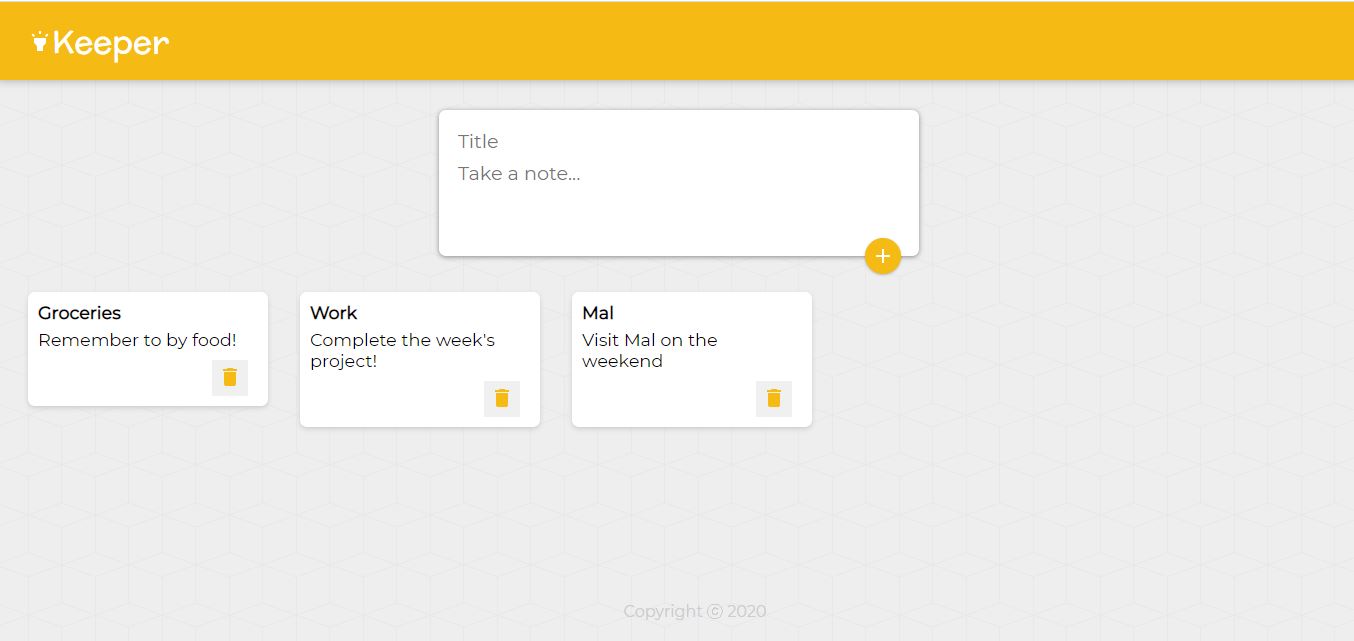 Keeper
Title
Take a note...
Groceries
Remember to by food!
Work
Complete the week's
project!
Mal
Visit Mal on the
weekend
Copyright ⓒ 2020